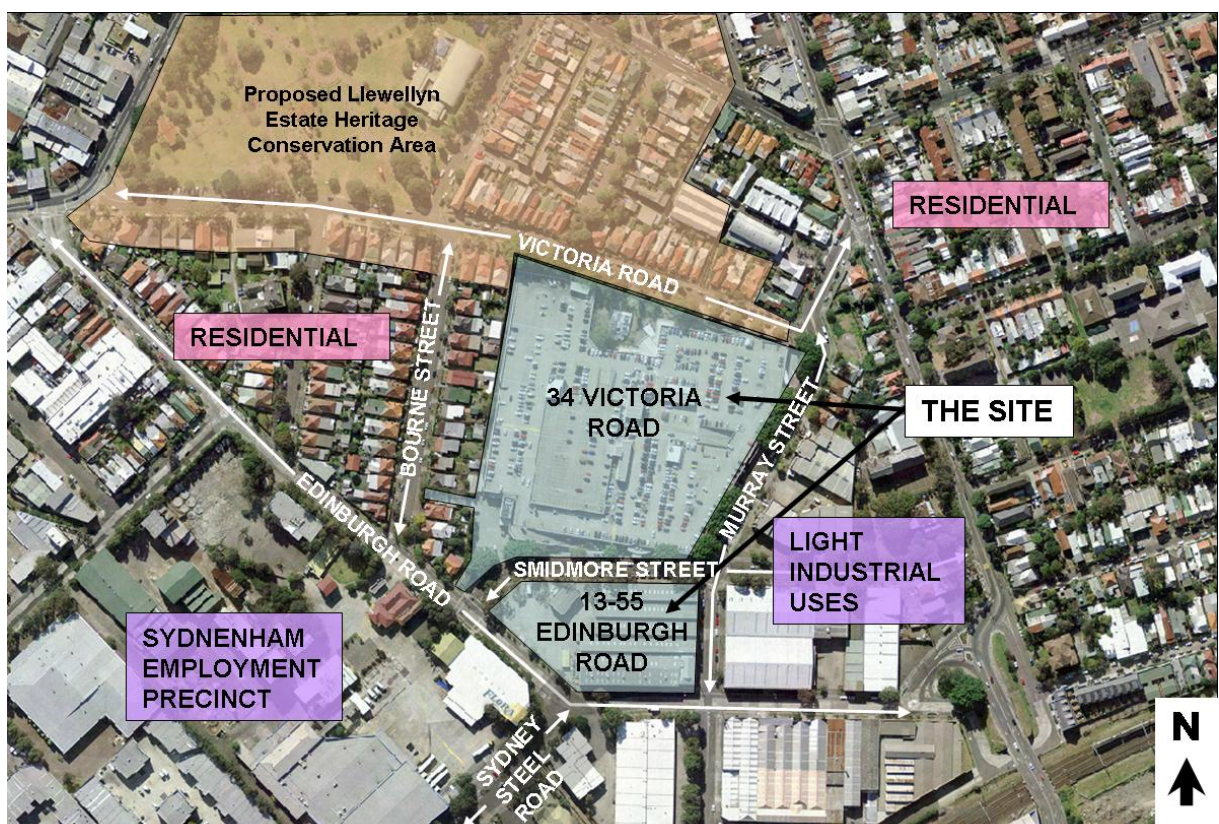 Proposed Llewellyn
Estate Heritage
Conservation Area
RESIDENTIAL
VICTORIA ROAD
RESIDENTIAL
BOURNE STREET
34 VICTORIA
ROAD
THE SITE
MURRAY STREET
EDINBURGH ROAD
SMIDMORE STREET
LIGHT
INDUSTRIAL
USES
13-55
EDINBURGH
ROAD
SYDNENHAM
EMPLOYMENT
PRECINCT
FLORA
SYDNEY
STEEL
ROAD
N